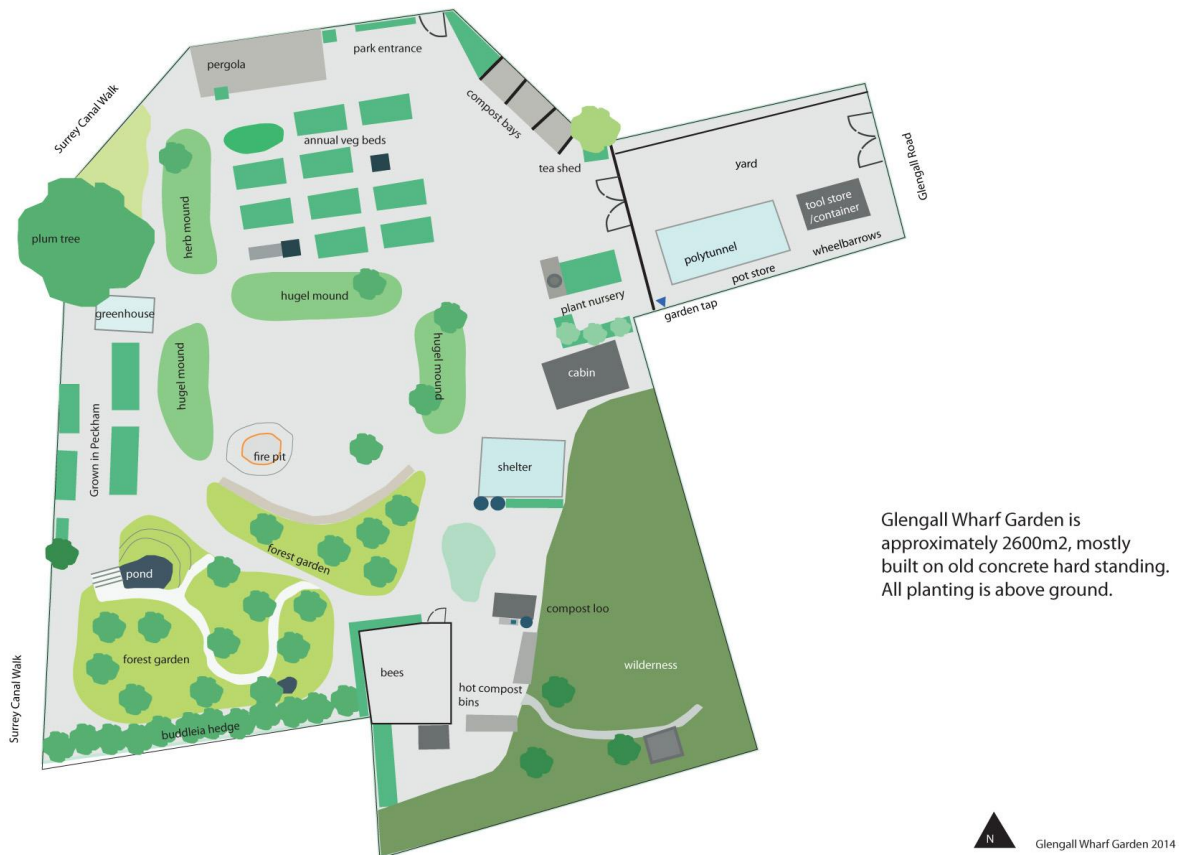 park entrance
pergola
Surrey Canal Walk
compost bays
annual veg beds
tea shed
yard
Glengall Road
tool store
/container
herb mound
plum tree
wheelbarrows
polytunnel
pot store
hugel mound
plant nursery
garden tap
greenhouse
hugel mound
hugel mound
cabin
Grown in Peckham
fire pit
shelter
forest garden
Glengall Wharf Garden is
approximately 2600m2, mostly
built on old concrete hard standing.
All planting is above ground.
pond
compost loo
forest garden
bees
wilderness
hot compost
bins
Surrey Canal Walk
buddleia hedge
N
Glengall Wharf Garden 2014